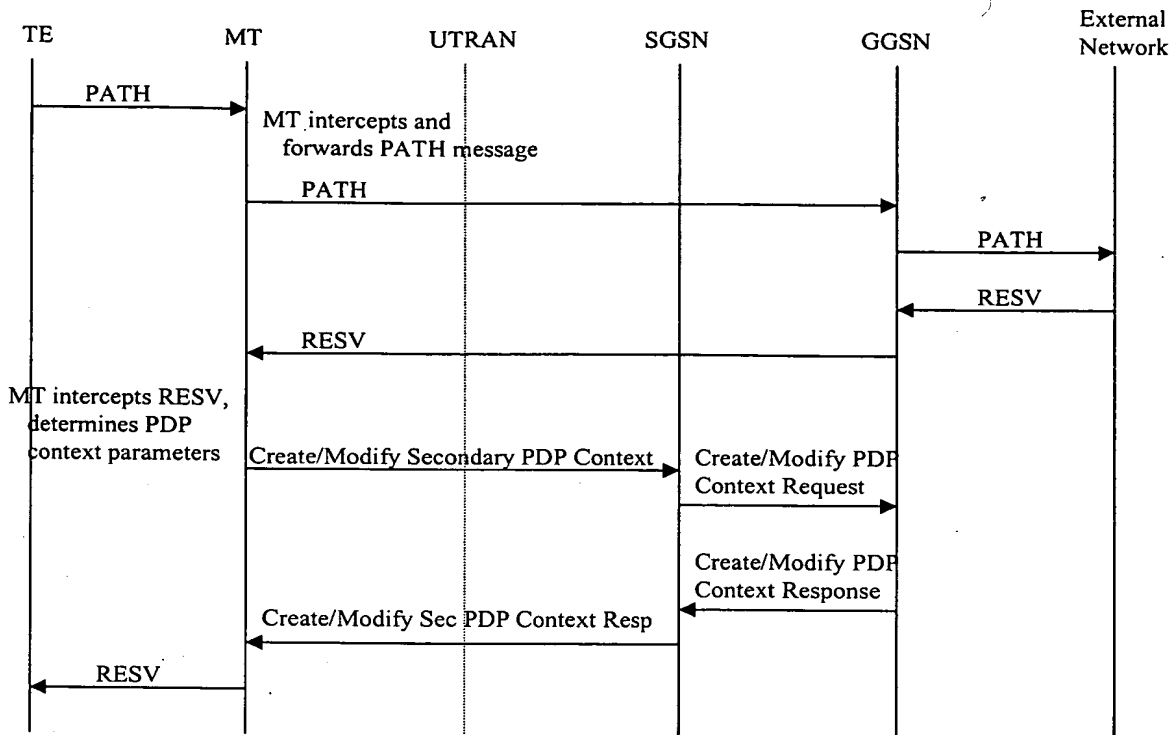 TE
MT
UTRAN
SGSN
GGSN
External
Network
PATH
MT intercepts and
forwards PATH message
PATH
PATH
RESV
RESV
MT intercepts RESV,
determines PDP
context parameters
Create/Modify Secondary PDP Context
Create/Modify PDP
Context Request
Create/Modify PDP
Context Response
Create/Modify Sec PDP Context Resp
RESV